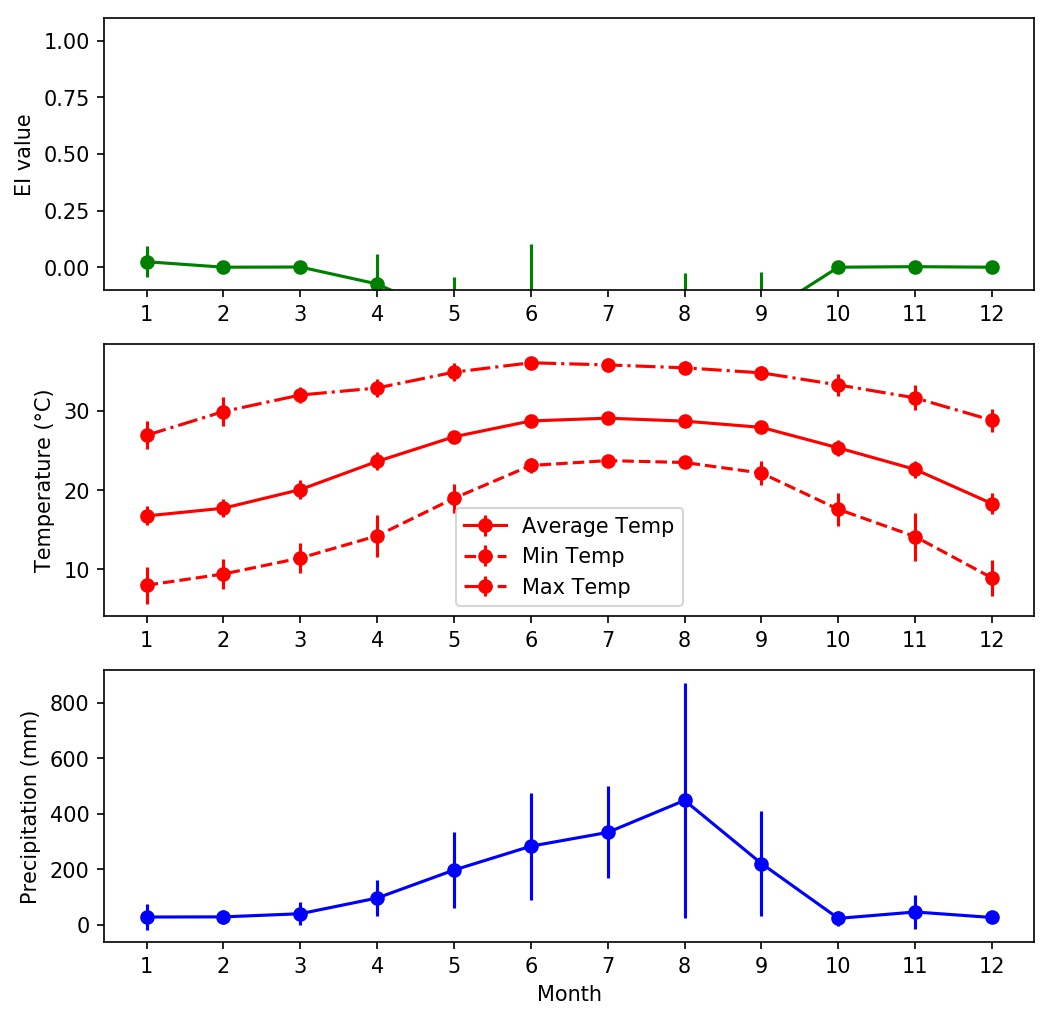 EI value
1.00
0.75
0.50
0.25
0.00
1 2 3 4 5 6 7 8 9 10 11 12
Temperature (°C)
30
20
10
Average Temp
Min Temp
Max Temp
1 2 3 4 5 6 7 8 9 10 11 12
Precipitation (mm)
800
600
400
200
0
1 2 3 4 5 6 7 8 9 10 11 12
Month